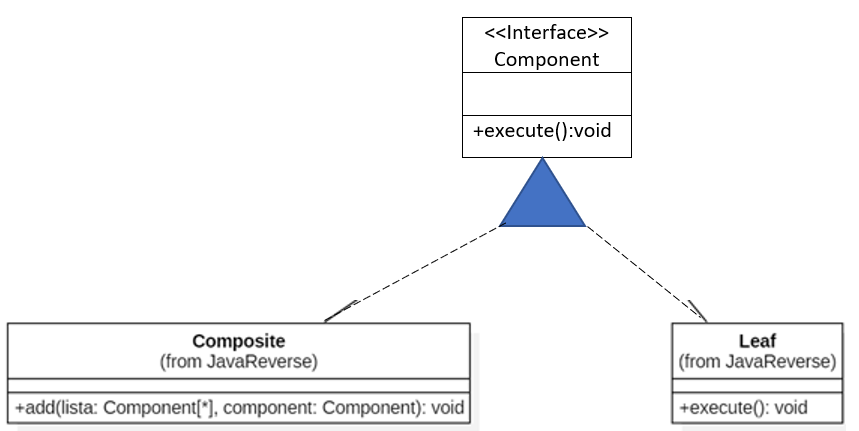 <<Interface>>
Component
+execute():void
Composite
(from JavaReverse)
+add(lista: Component[*], component: Component): void
Leaf
(from JavaReverse)
+execute(): void